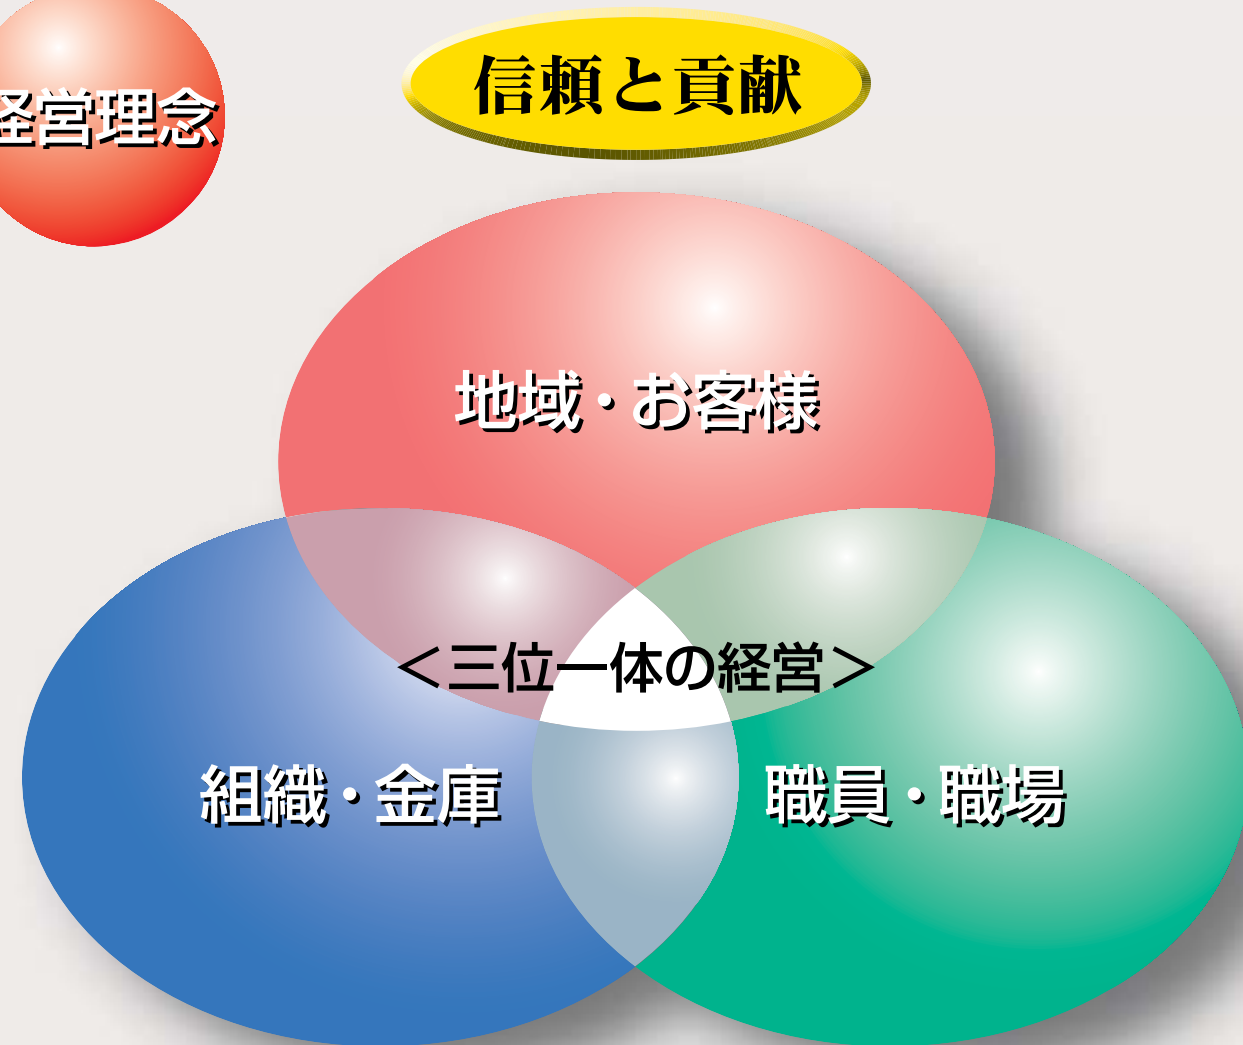 経営理念
信頼と貢献
地域・お客様
＜三位一体の経営＞
組織・金庫
職員・職場